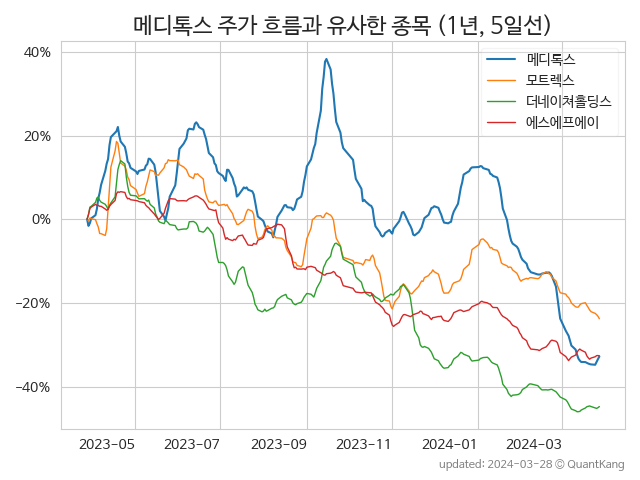 메디톡스 주가 흐름과 유사한 종목 (1년, 5일선)
메디톡스
모트렉스
더네이쳐홀딩스
에스에프에이
40%
20%
0%
−20%
−40%
2023-05 2023-07 2023-09 2023-11 2024-01 2024-03
updated: 2024-03-28 © QuantKang